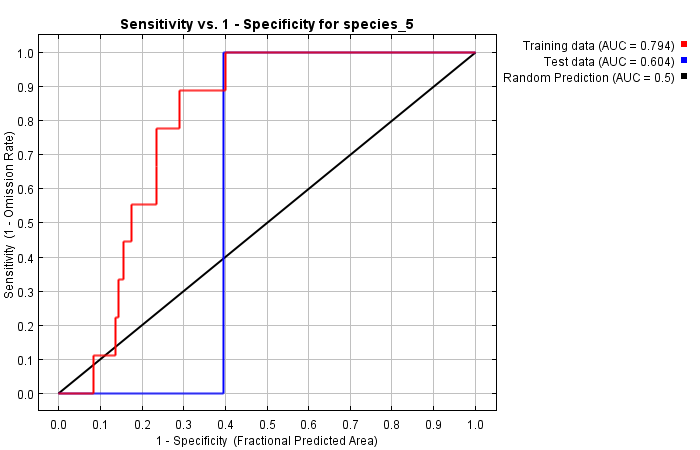 Sensitivity vs. 1 - Specificity for species_5
Training data (AUC = 0.794)
Test data (AUC = 0.604)
Random Prediction (AUC = 0.5)
Sensitivity (1 - Omission Rate)
1.0
0.9
0.8
0.7
0.6
0.5
0.4
0.3
0.2
0.1
0.0
0.0 0.1 0.2 0.3 0.4 0.5 0.6 0.7 0.8 0.9 1.0
1 - Specificity (Fractional Predicted Area)